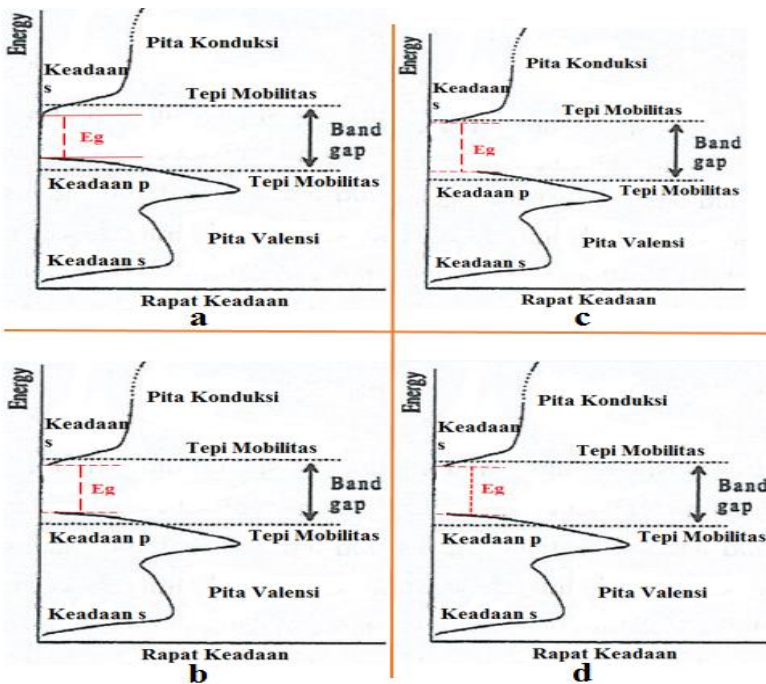 Energy
Pita Konduksi
Keadaan
s
Tepi Mobilitas
Eg
Band
gap
Keadaan p
Tepi Mobilitas
Pita Valensi
Keadaan s
Rapat Keadaan
a
Energy
Pita Konduksi
Keadaan
s
Tepi Mobilitas
Eg
Band
gap
Keadaan p
Tepi Mobilitas
Pita Valensi
Keadaan s
Rapat Keadaan
c
Energy
Pita Konduksi
Keadaan
s
Tepi Mobilitas
Eg
Band
gap
Keadaan p
Tepi Mobilitas
Pita Valensi
Keadaan s
Rapat Keadaan
b
Energy
Pita Konduksi
Keadaan
s
Tepi Mobilitas
Eg
Band
gap
Keadaan p
Tepi Mobilitas
Pita Valensi
Keadaan s
Rapat Keadaan
d